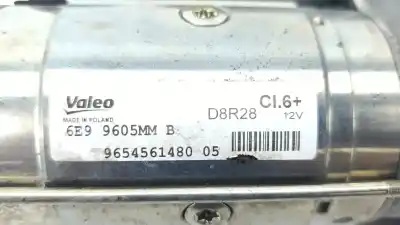 Valeo
MADE IN POLAND
D8R28 Cl.6+
12V
6E9 9605MM B
9654561480 05